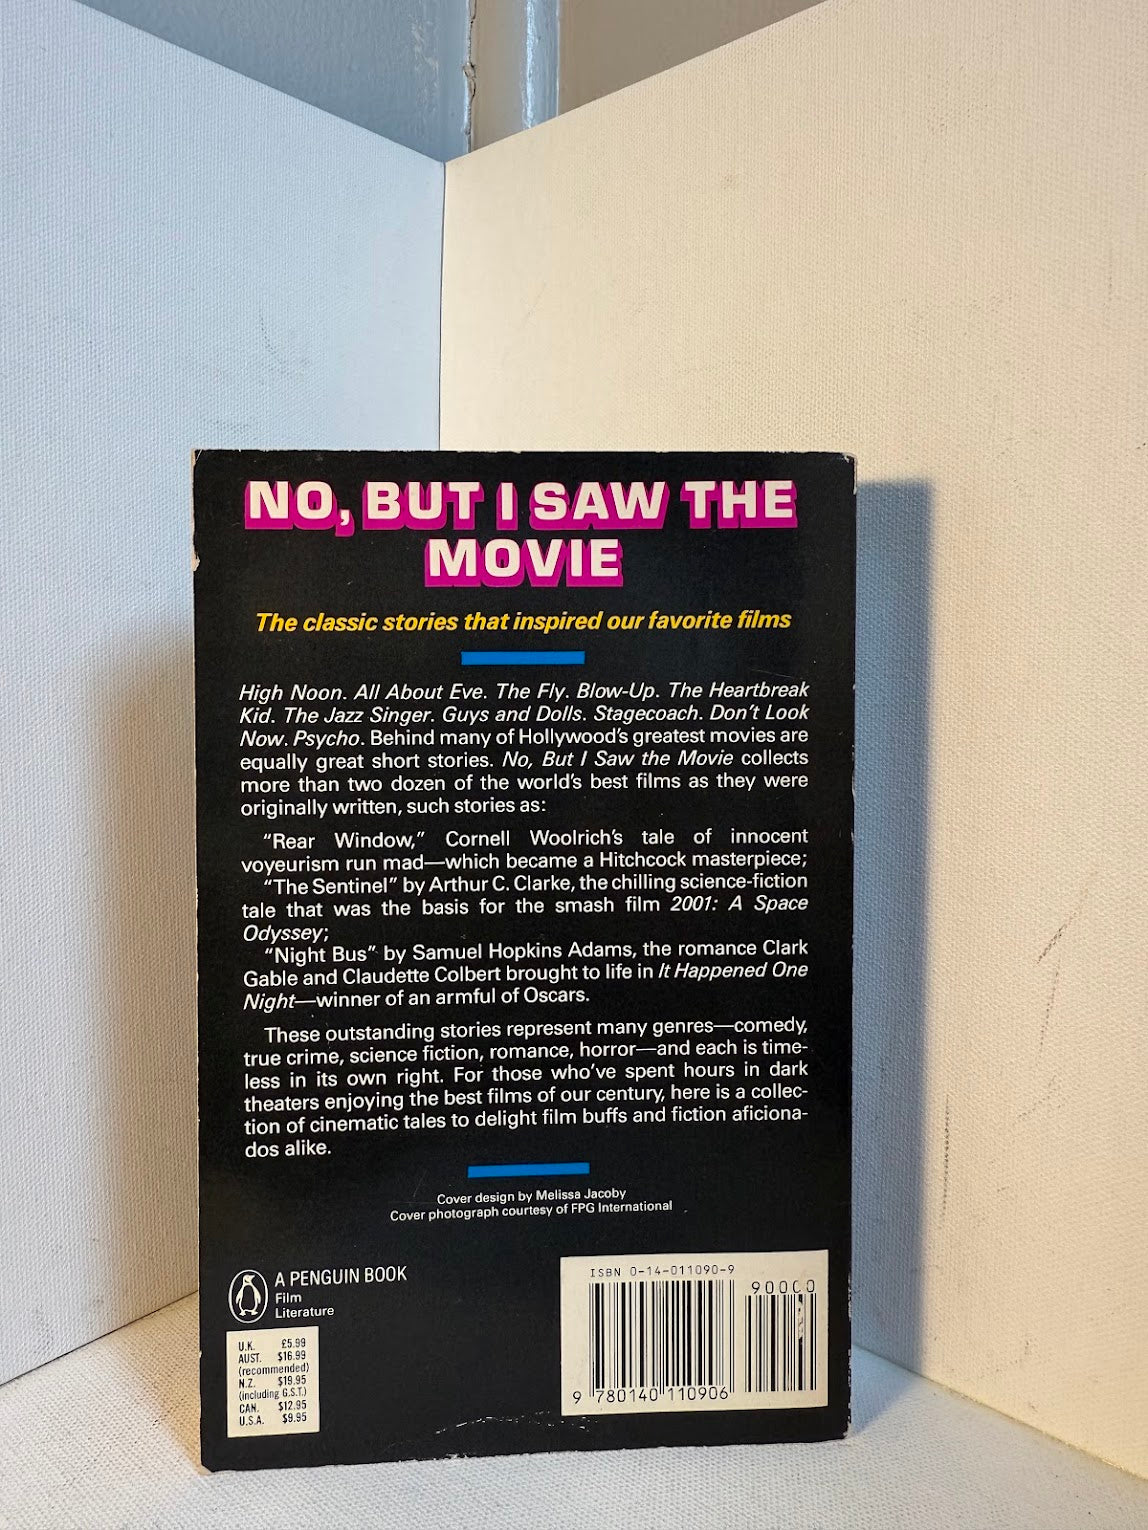 NO, BUT I SAW THE
MOVIE
The classic stories that inspired our favorite films
High Noon. All About Eve. The Fly. Blow-Up. The Heartbreak
Kid. The Jazz Singer. Guys and Dolls. Stagecoach. Don't Look
Now. Psycho. Behind many of Hollywood's greatest movies are
equally great short stories. No, But I Saw the Movie collects
more than two dozen of the world's best films as they were
originally written, such stories as:
"Rear Window," Cornell Woolrich's tale of innocent
voyeurism run mad—which became a Hitchcock masterpiece;
"The Sentinel" by Arthur C. Clarke, the chilling science-fiction
tale that was the basis for the smash film 2001: A Space
Odyssey;
"Night Bus" by Samuel Hopkins Adams, the romance Clark
Gable and Claudette Colbert brought to life in It Happened One
Night—winner of an armful of Oscars.
These outstanding stories represent many genres—comedy,
true crime, science fiction, romance, horror—and each is time-
less in its own right. For those who've spent hours in dark
theaters enjoying the best films of our century, here is a collec-
tion of cinematic tales to delight film buffs and fiction aficiona-
dos alike.
Cover design by Melissa Jacoby
Cover photograph courtesy of FPG International
A PENGUIN BOOK
Film
Literature
U.K. £5.99
AUST. $16.99
(recommended)
N.Z. $19.95
(including G.S.T.)
CAN. $12.95
U.S.A. $9.95
ISBN 0-14-011090-9
90000
9 780140 110906